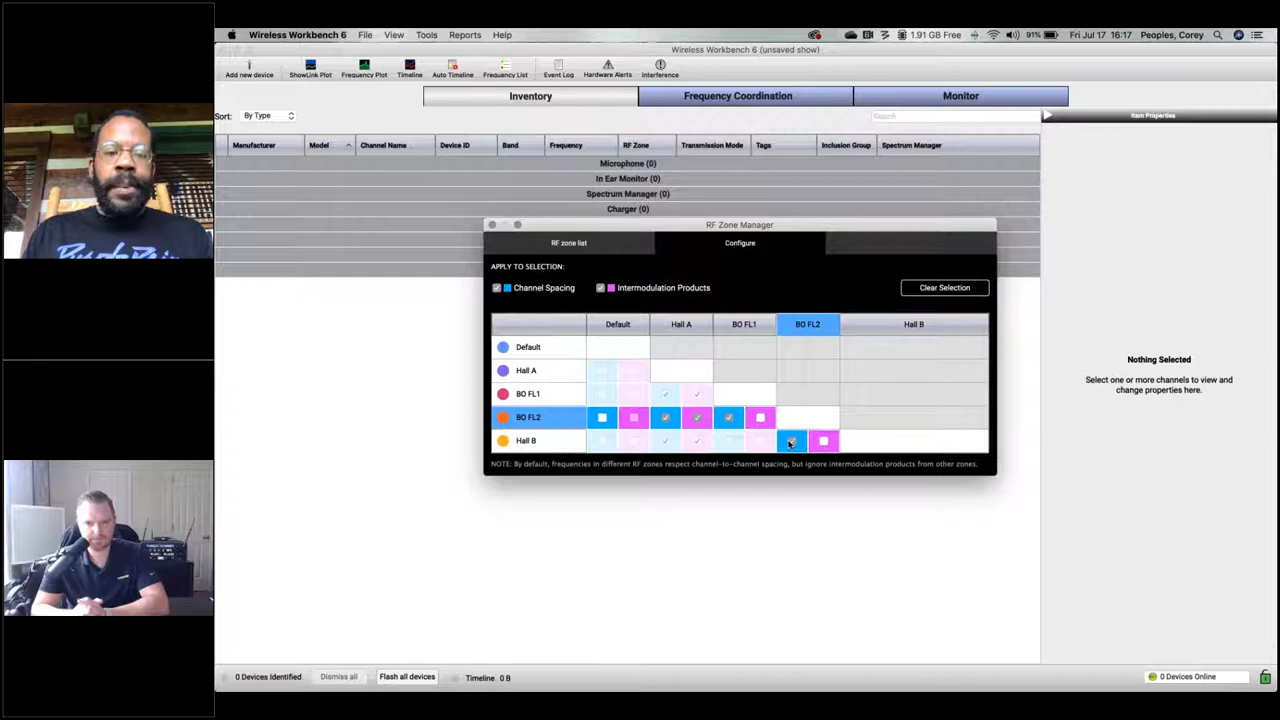 Wireless Workbench 6 File View Tools Reports Help 1.91 GB Free 91% Fri Jul 17 16:17 Peoples, Corey
Wireless Workbench 6 (unsaved show)
Add new device ShowLink Plot Frequency Plot Timeline Auto Timeline Frequency List Event Log Hardware Alerts Interference
Inventory Frequency Coordination Monitor
Sort: By Type Search Item Properties
Manufacturer Model Channel Name Device ID Band Frequency RF Zone Transmission Mode Tags Inclusion Group Spectrum Manager
Microphone (0)
In Ear Monitor (0)
Spectrum Manager (0)
Charger (0)
RF Zone Manager
RF zone list Configure
APPLY TO SELECTION:
Channel Spacing Intermodulation Products Clear Selection
Default Hall A BO FL1 BO FL2 Hall B
Default
Hall A
BO FL1
BO FL2
Hall B
NOTE: By default, frequencies in different RF zones respect channel-to-channel spacing, but ignore intermodulation products from other zones.
Nothing Selected
Select one or more channels to view and
change properties here.
0 Devices Identified Dismiss all Flash all devices Timeline 0 B 0 Devices Online